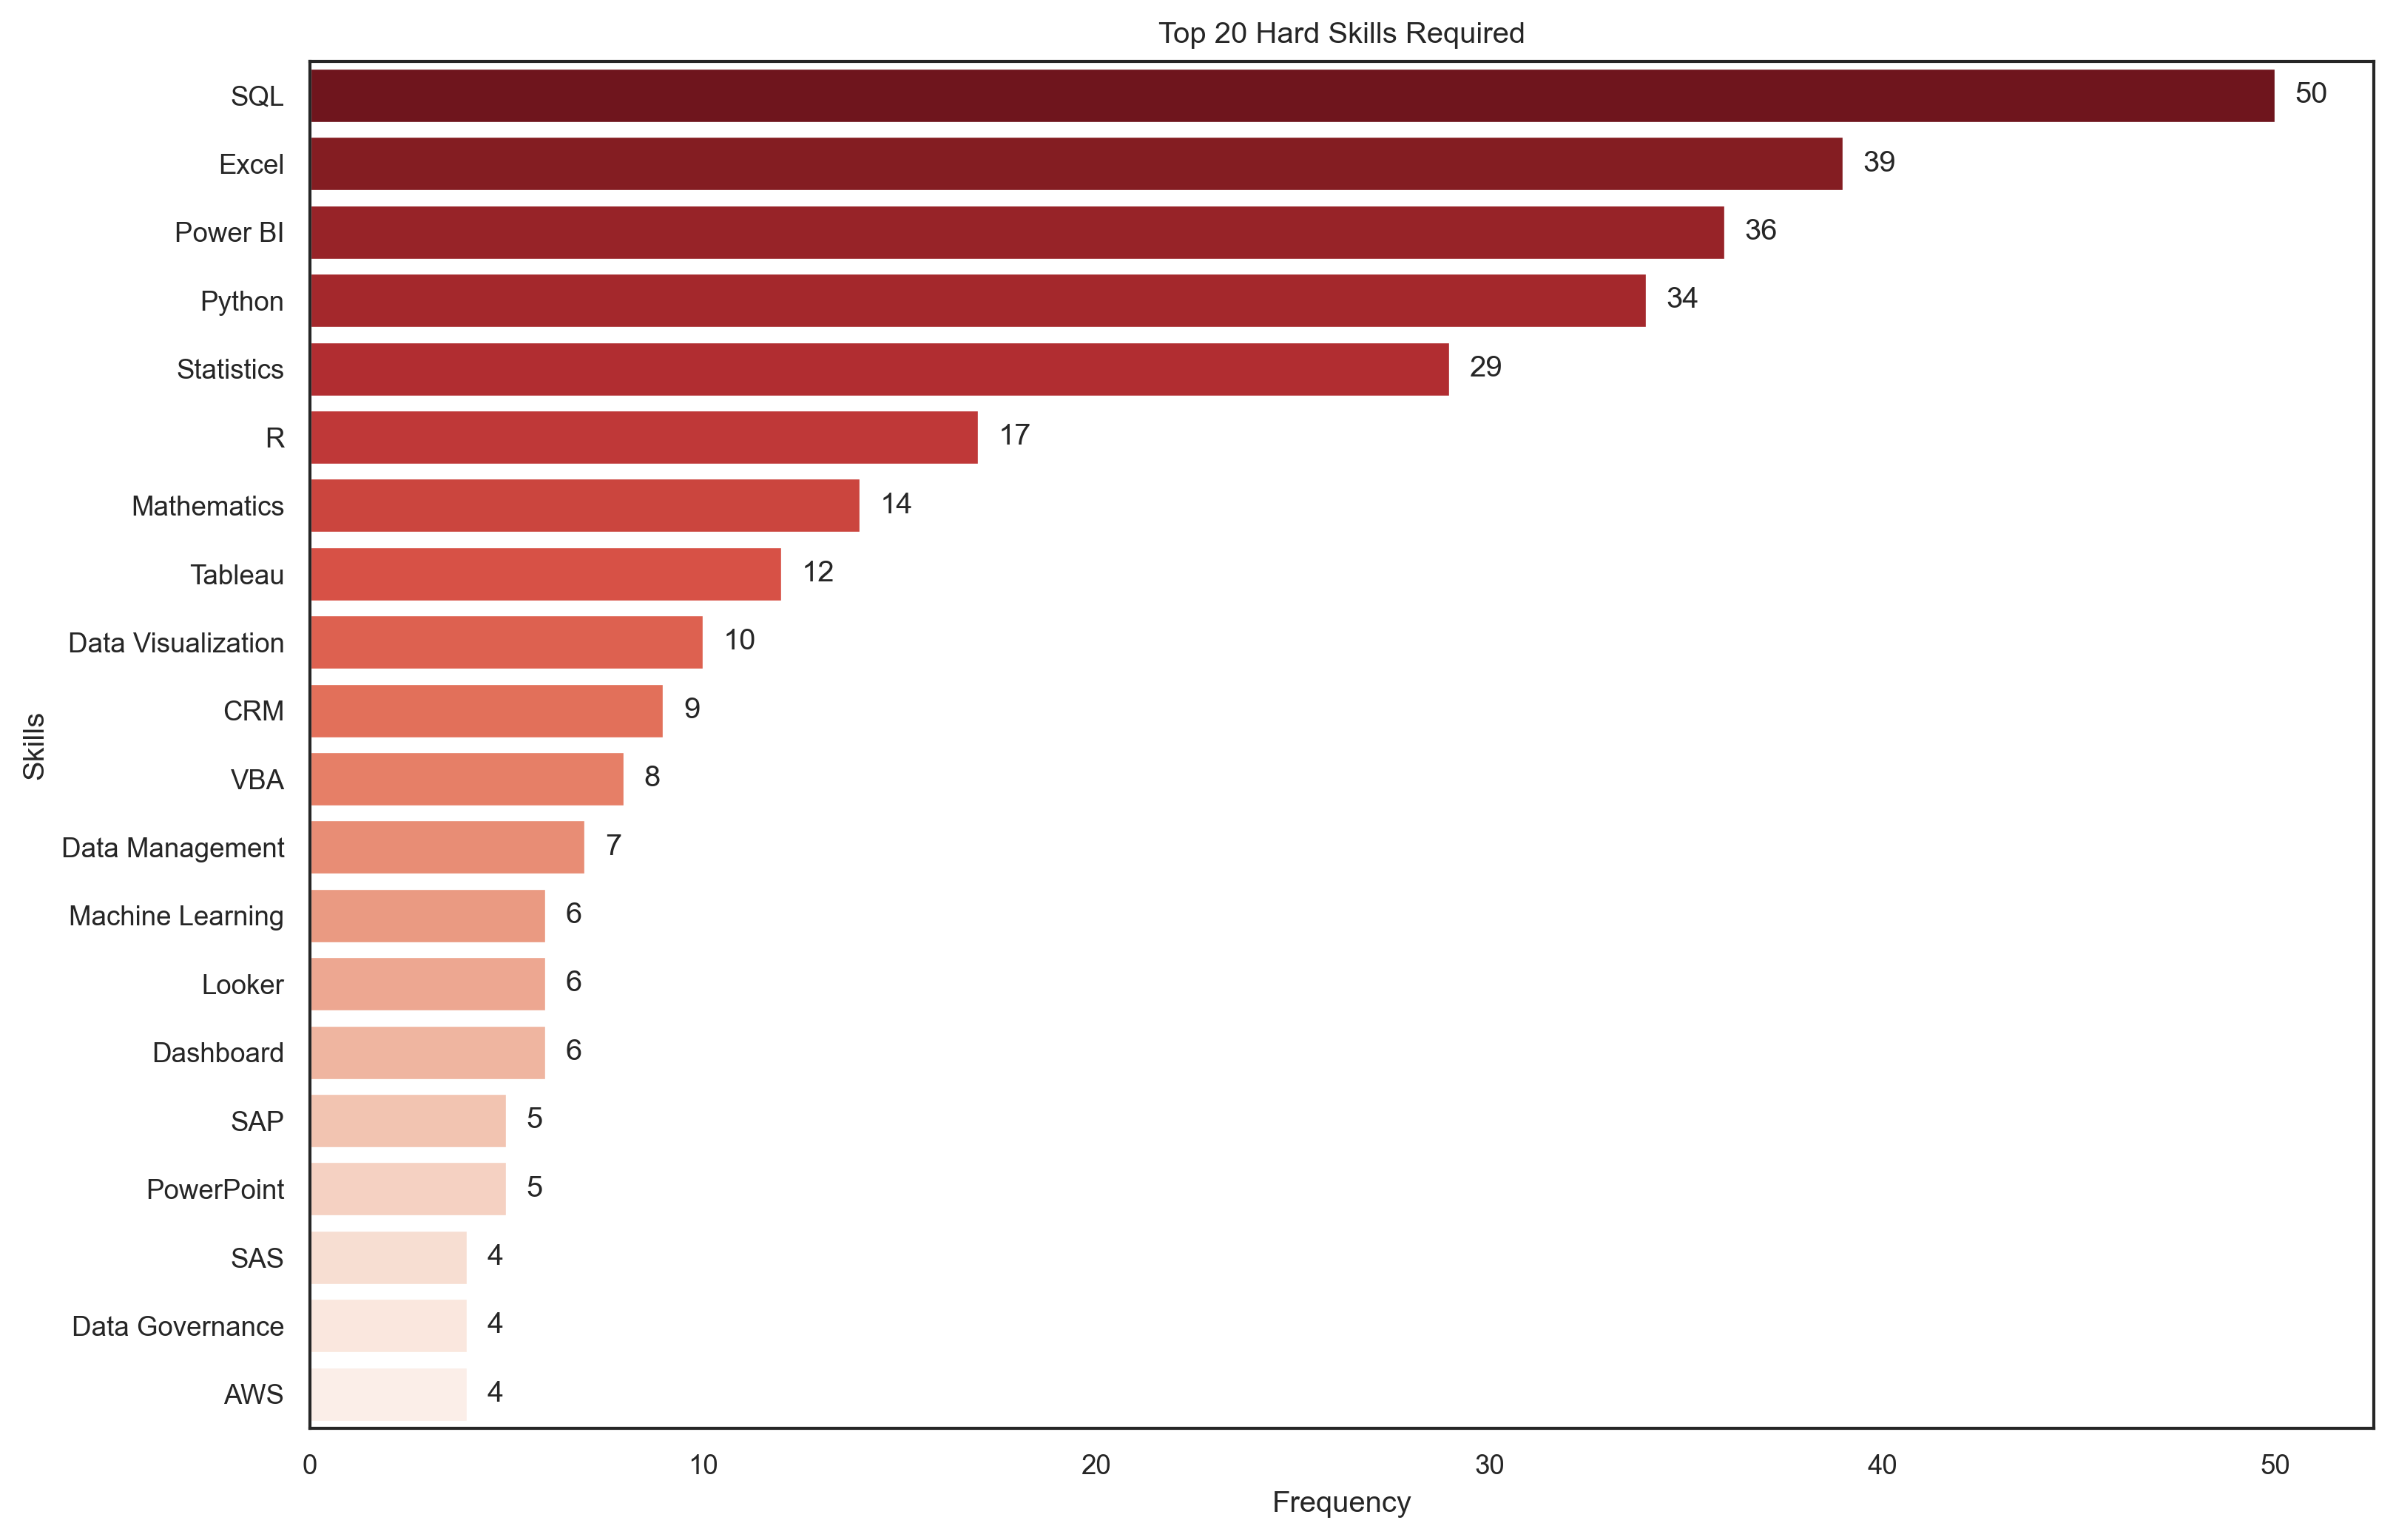 Top 20 Hard Skills Required
SQL 50
Excel 39
Power BI 36
Python 34
Statistics 29
R 17
Mathematics 14
Tableau 12
Data Visualization 10
CRM 9
VBA 8
Data Management 7
Machine Learning 6
Looker 6
Dashboard 6
SAP 5
PowerPoint 5
SAS 4
Data Governance 4
AWS 4
Skills
0 10 20 30 40 50
Frequency